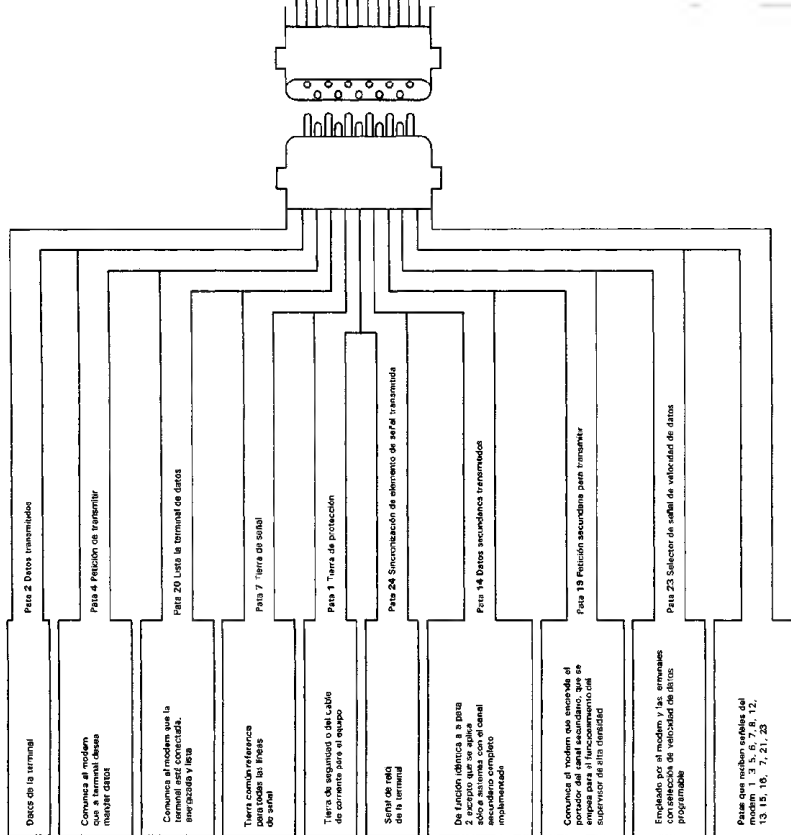 Pata 2 Datos transmitidos
Datos de la terminal
Pata 4 Petición de transmitir
Comunica al modem
que a terminal desea
mandar datos
Pata 20 Lista la terminal de datos
Comunica al modem que la
terminal está conectada,
energizada y lista
Pata 7 Tierra de señal
Tierra común referencia
para todas las líneas
de señal
Pata 1 Tierra de protección
Tierra de seguridad o del cable
de corriente para el equipo
Pata 24 Sincronización de elemento de señal transmitida
Señal de reloj
de la terminal
Pata 14 Datos secundarios transmitidos
De función idéntica a a pata
2 excepto que se aplica
sólo a sistemas con el canal
secundario completo
implementado
Pata 19 Petición secundaria para transmitir
Comunica al modem que encienda el
portador del canal secundario, que se
emplea para el funcionamiento del
supervisor de alta densidad
Pata 23 Selector de señal de velocidad de datos
Empleado por el modem y las erminales
con selección de velocidad de datos
programable
Patas que reciben señales del
modem 1 3 5, 6, 7, 8, 12,
13, 15, 16, 7, 21, 23